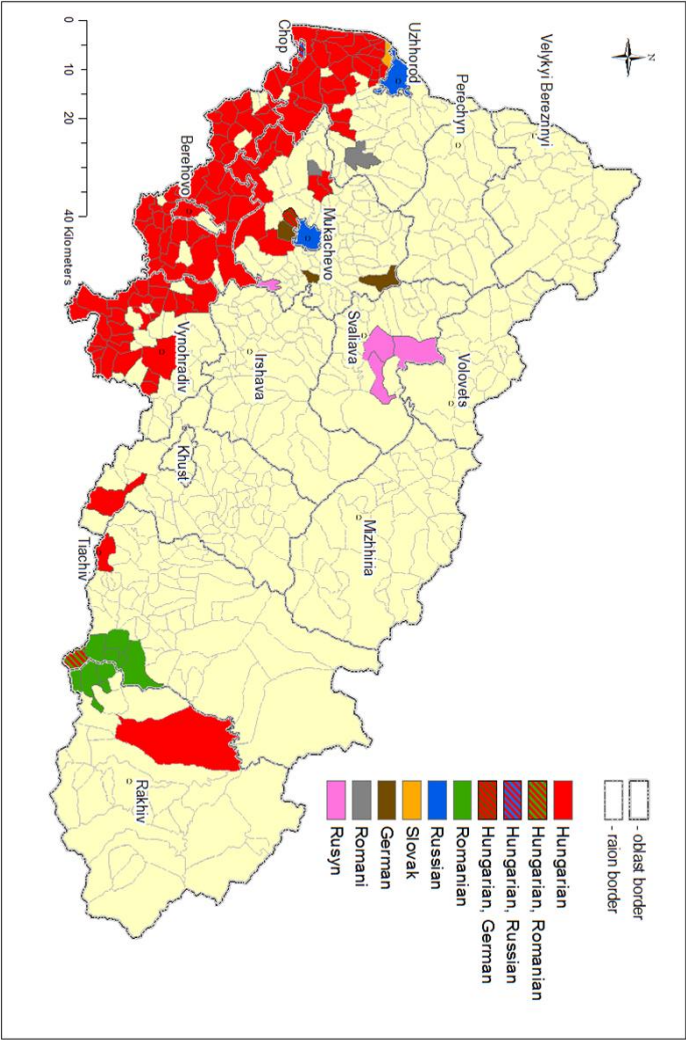 N
Velykyi Bereznnyi
Perechyn
Uzhhorod
Chop
Volovets
Svaliava
Mukachevo
Mizhhiria
Irshava
Berehovo
Vynohradiv
Khust
Tiachiv
Rakhiv
0 10 20 40 Kilometers
- oblast border
- raion border
Hungarian
Hungarian, Romanian
Hungarian, Russian
Hungarian, German
Romanian
Russian
Slovak
German
Romani
Rusyn